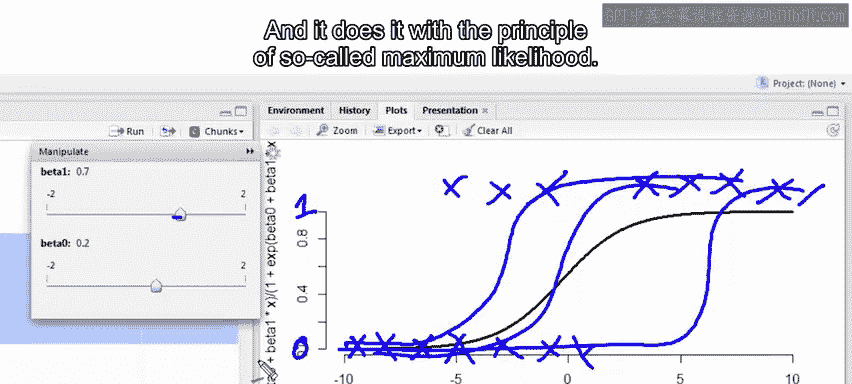 And it does it with the principle
of so-called maximum likelihood.
Project: (None)
Run
Chunks
Environment History Plots Presentation
Zoom Export Clear All
Manipulate
beta1: 0.7
-2 2
beta0: 0.2
-2 2
+ beta1 * x)/(1 + exp(beta0 + beta1 * x
1
0.8
0.4
0
-10 -5 0 5 10